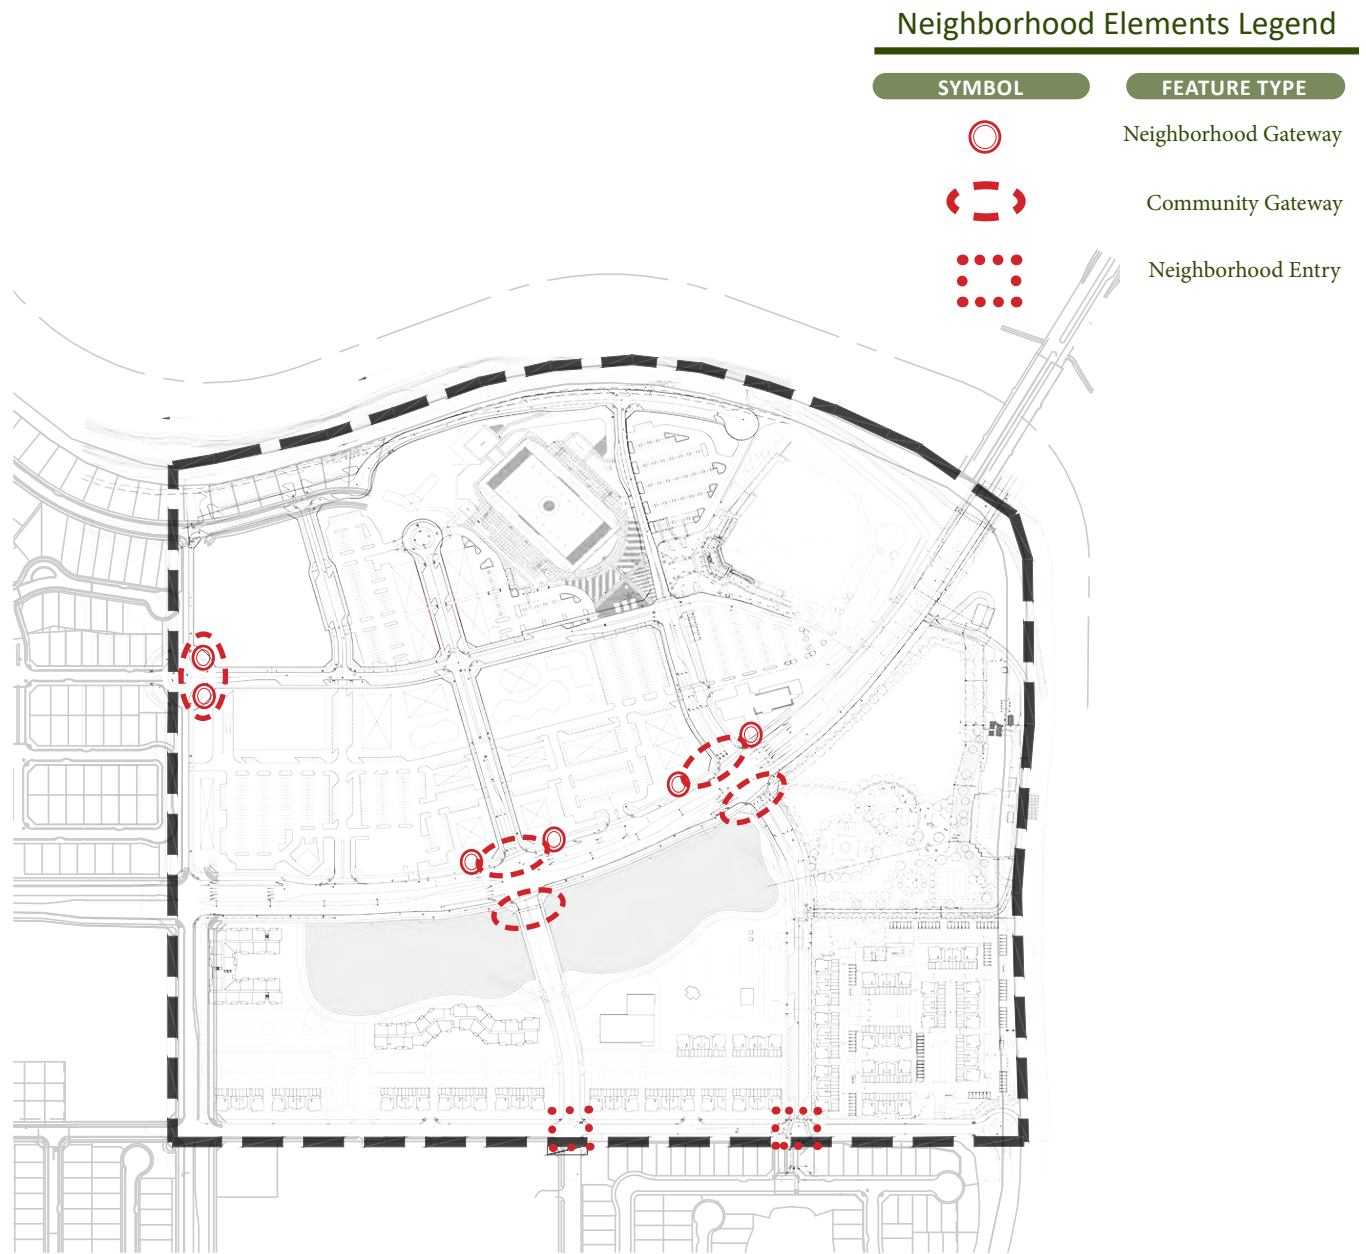 Neighborhood Elements Legend
SYMBOL
FEATURE TYPE
Neighborhood Gateway
Community Gateway
Neighborhood Entry